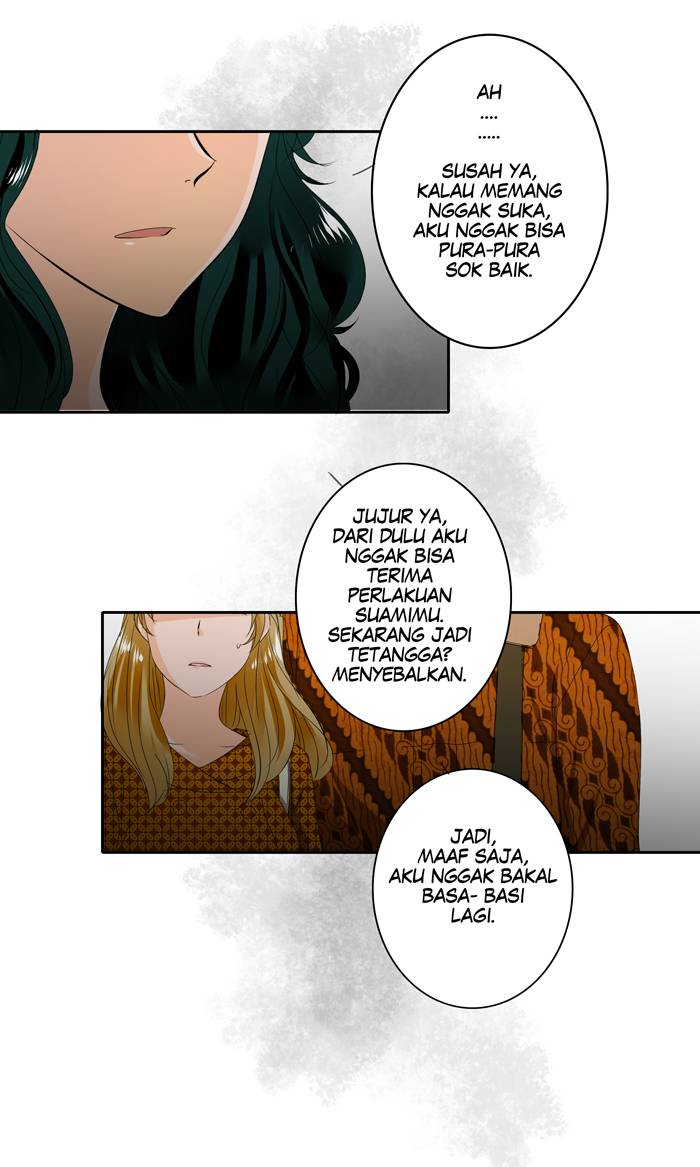 AH
....
.....
SUSAH YA,
KALAU MEMANG
NGGAK SUKA,
AKU NGGAK BISA
PURA-PURA
SOK BAIK.
JUJUR YA,
DARI DULU AKU
NGGAK BISA
TERIMA
PERLAKUAN
SUAMIMU.
SEKARANG JADI
TETANGGA?
MENYEBALKAN.
JADI,
MAAF SAJA,
AKU NGGAK BAKAL
BASA- BASI
LAGI.